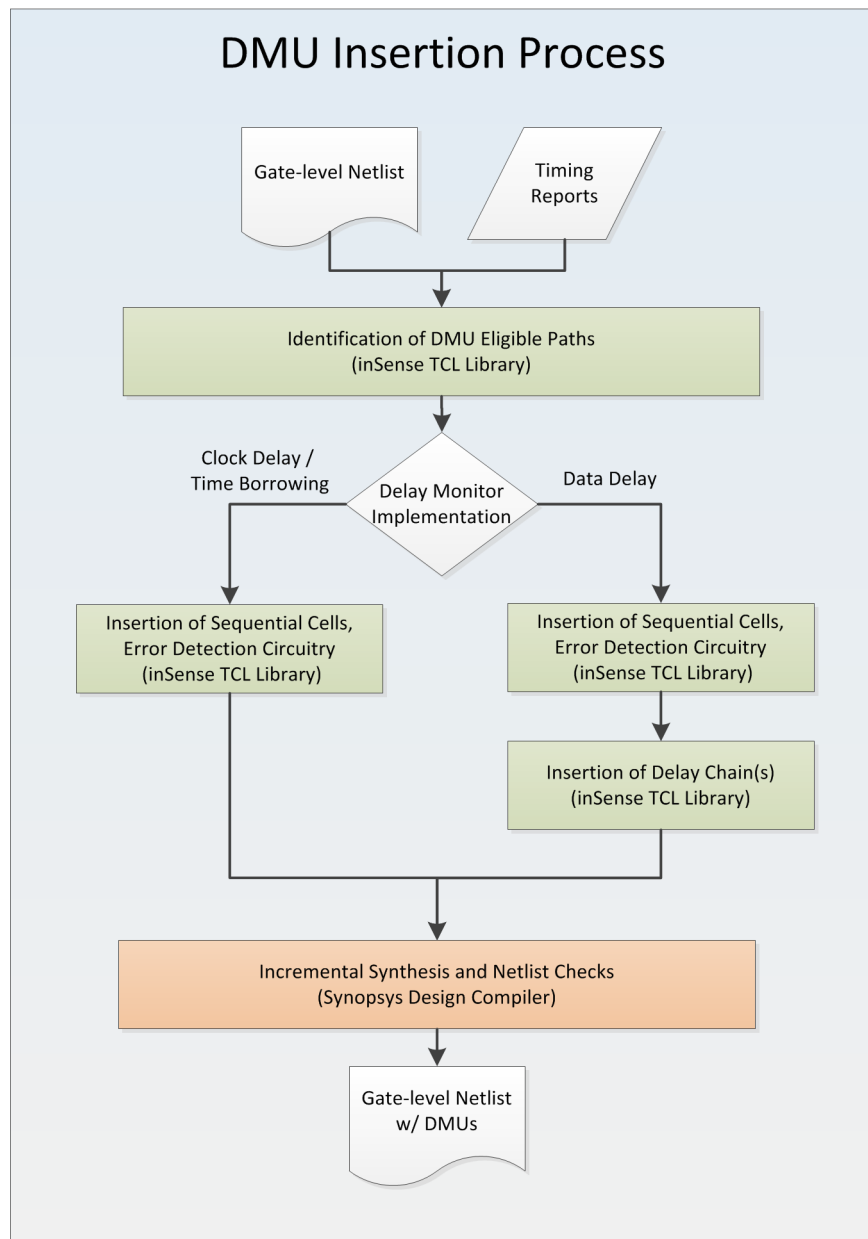 DMU Insertion Process
Gate-level Netlist
Timing
Reports
Identification of DMU Eligible Paths
(inSense TCL Library)
Clock Delay /
Time Borrowing
Delay Monitor
Implementation
Data Delay
Insertion of Sequential Cells,
Error Detection Circuitry
(inSense TCL Library)
Insertion of Sequential Cells,
Error Detection Circuitry
(inSense TCL Library)
Insertion of Delay Chain(s)
(inSense TCL Library)
Incremental Synthesis and Netlist Checks
(Synopsys Design Compiler)
Gate-level Netlist
w/ DMUs